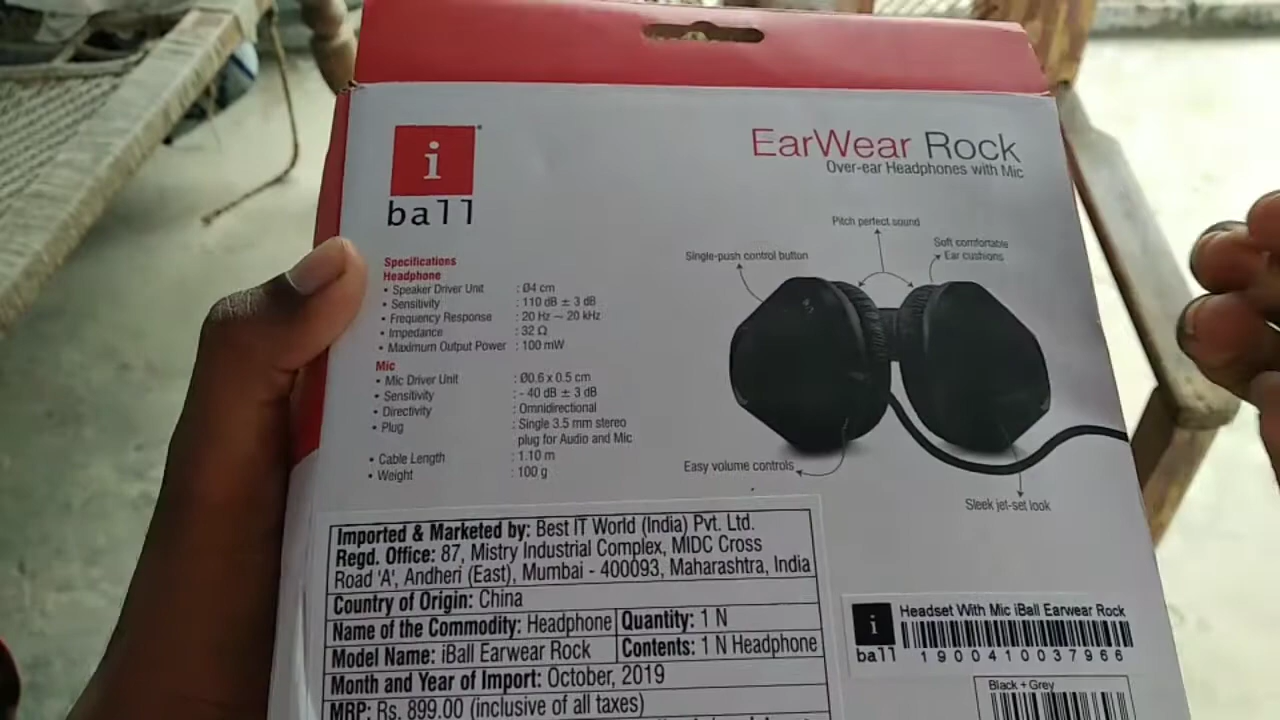 i
ball
EarWear Rock
Over-ear Headphones with Mic
Specifications
Headphone
• Speaker Driver Unit : Ø4 cm
• Sensitivity : 110 dB ± 3 dB
• Frequency Response : 20 Hz ~ 20 kHz
• Impedance : 32 Ω
• Maximum Output Power : 100 mW
Mic
• Mic Driver Unit : Ø0.6 x 0.5 cm
• Sensitivity : - 40 dB ± 3 dB
• Directivity : Omnidirectional
• Plug : Single 3.5 mm stereo
plug for Audio and Mic
• Cable Length : 1.10 m
• Weight : 100 g
Pitch perfect sound
Single-push control button
Soft comfortable
Ear cushions
Easy volume controls
Sleek jet-set look
Imported & Marketed by: Best IT World (India) Pvt. Ltd.
Regd. Office: 87, Mistry Industrial Complex, MIDC Cross
Road 'A', Andheri (East), Mumbai - 400093, Maharashtra, India
Country of Origin: China
Name of the Commodity: Headphone Quantity: 1 N
Model Name: iBall Earwear Rock Contents: 1 N Headphone
Month and Year of Import: October, 2019
MRP: Rs. 899.00 (inclusive of all taxes)
i
ball
Headset With Mic iBall Earwear Rock
1900410037966
Black + Grey